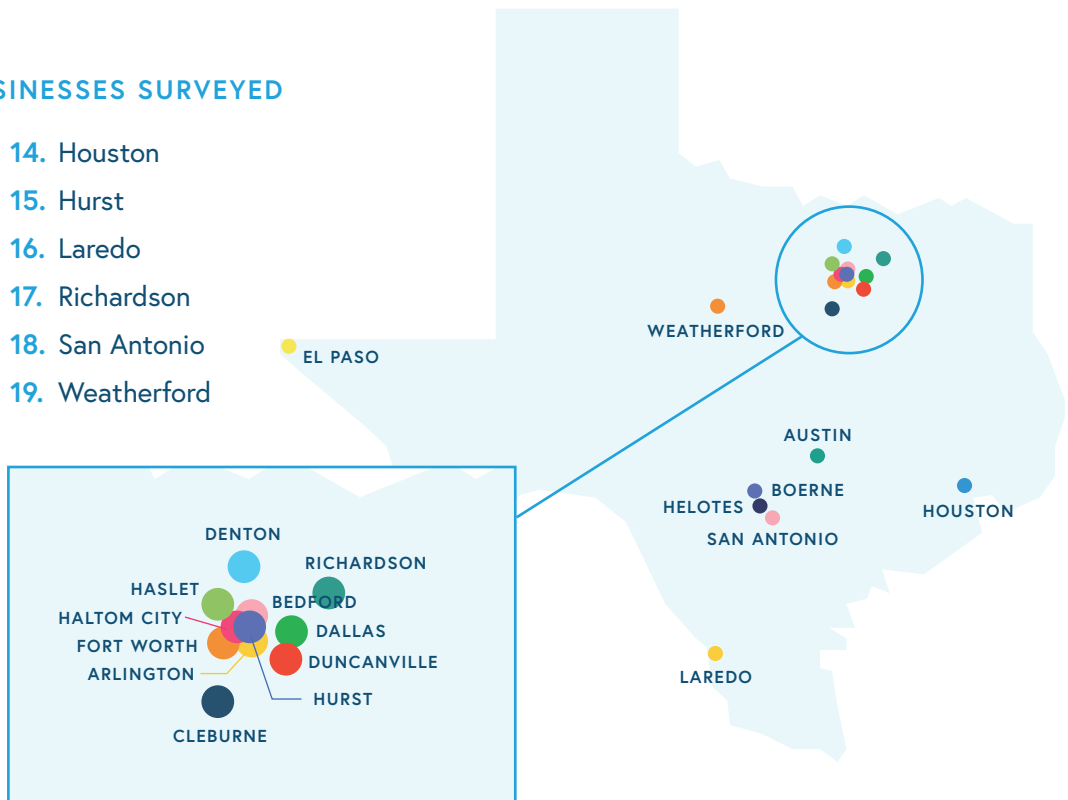 SINESSES SURVEYED
14. Houston
15. Hurst
16. Laredo
17. Richardson
18. San Antonio
19. Weatherford
WEATHERFORD
EL PASO
AUSTIN
BOERNE
HELOTES
HOUSTON
SAN ANTONIO
LAREDO
DENTON
RICHARDSON
HASLET
BEDFORD
HALTOM CITY
DALLAS
FORT WORTH
DUNCANVILLE
ARLINGTON
HURST
CLEBURNE